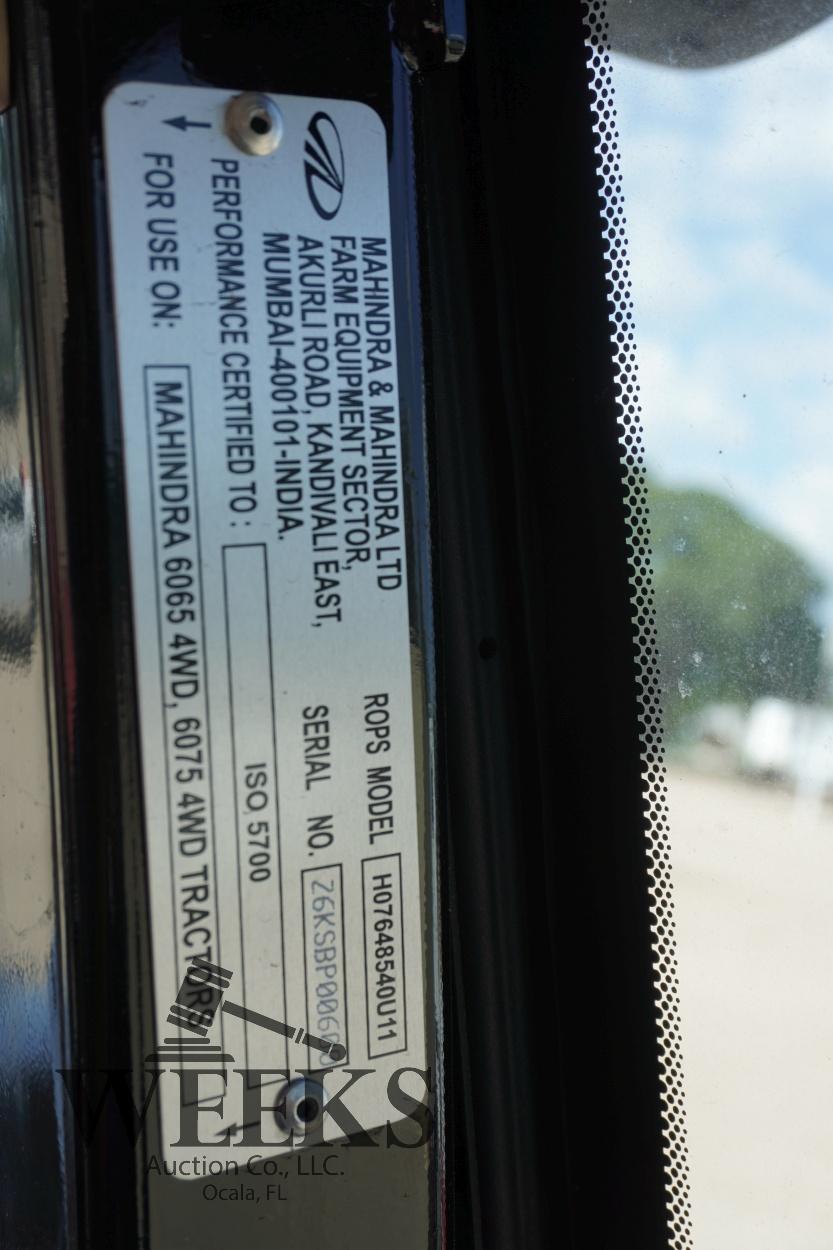 MAHINDRA & MAHINDRA LTD
FARM EQUIPMENT SECTOR,
AKURLI ROAD, KANDIVALI EAST,
MUMBAI-400101-INDIA.
ROPS MODEL H07648540U11
SERIAL NO.
PERFORMANCE CERTIFIED TO : ISO, 5700
FOR USE ON: MAHINDRA 6065 4WD, 6075 4WD TRACTORS
WEEKS
Auction Co., LLC.
Ocala, FL